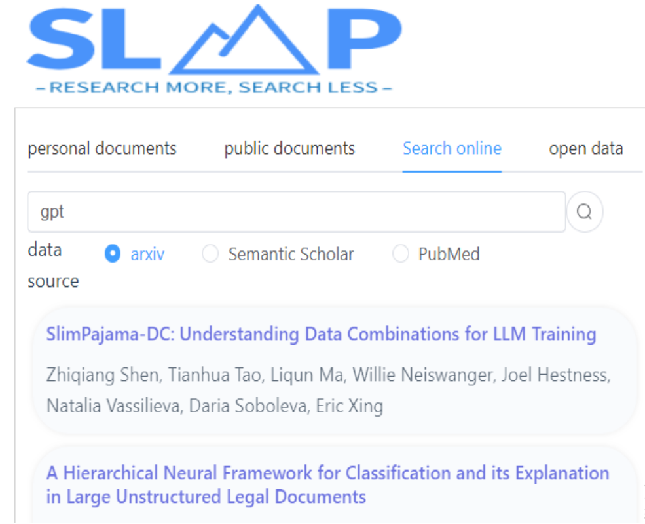 SLMP
– RESEARCH MORE, SEARCH LESS –
personal documents public documents Search online open data
gpt
data source
arxiv Semantic Scholar PubMed
SlimPajama-DC: Understanding Data Combinations for LLM Training
Zhiqiang Shen, Tianhua Tao, Liqun Ma, Willie Neiswanger, Joel Hestness,
Natalia Vassilieva, Daria Soboleva, Eric Xing
A Hierarchical Neural Framework for Classification and its Explanation
in Large Unstructured Legal Documents